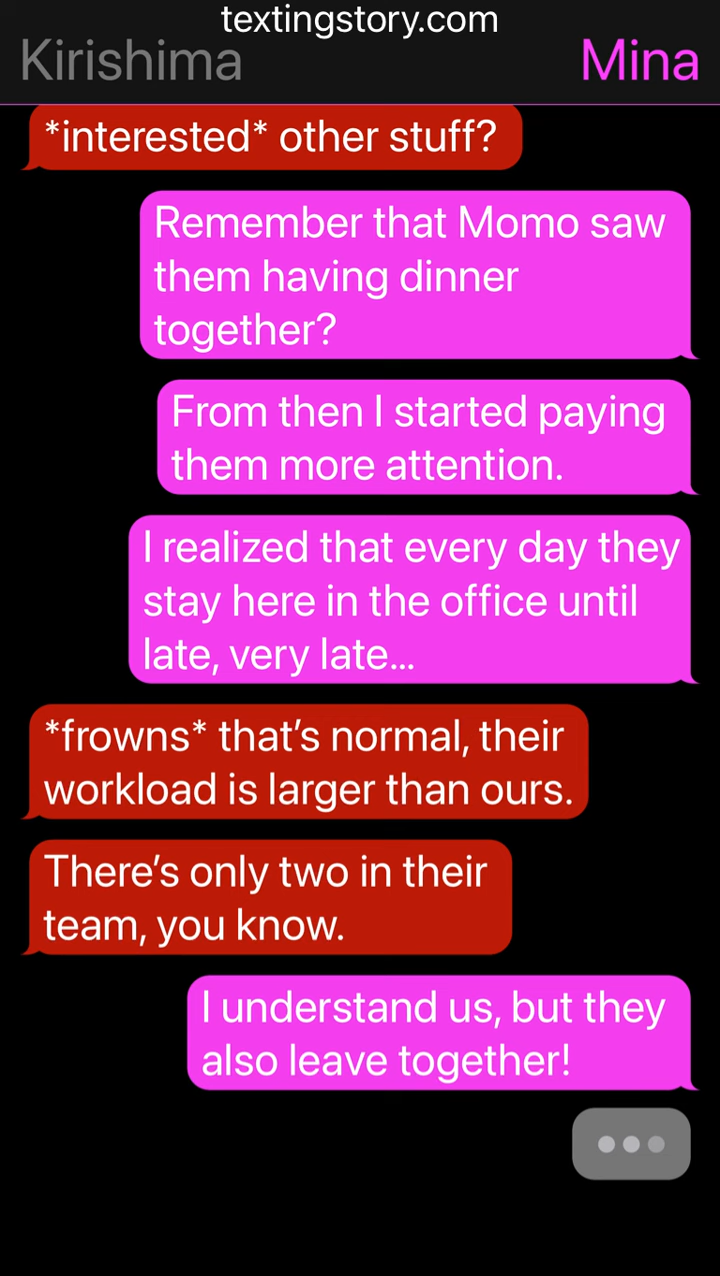 textingstory.com
Kirishima
Mina
*interested* other stuff?
Remember that Momo saw
them having dinner
together?
From then I started paying
them more attention.
I realized that every day they
stay here in the office until
late, very late...
*frowns* that's normal, their
workload is larger than ours.
There's only two in their
team, you know.
I understand us, but they
also leave together!